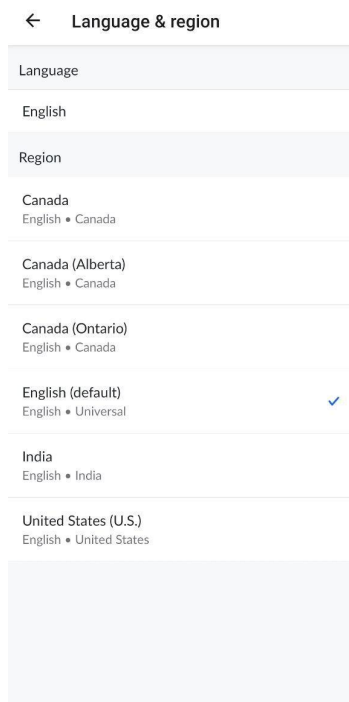 Language & region
Language
English
Region
Canada
English • Canada
Canada (Alberta)
English • Canada
Canada (Ontario)
English • Canada
English (default)
English • Universal
India
English • India
United States (U.S.)
English • United States